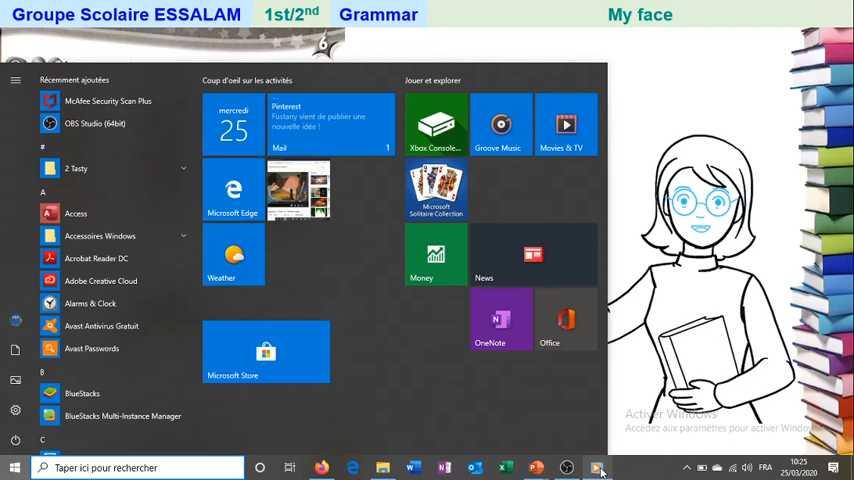 Groupe Scolaire ESSALAM 1st/2nd Grammar My face
6
Récemment ajoutées
McAfee Security Scan Plus
OBS Studio (64bit)
#
2 Tasty
A
Access
Accessoires Windows
Acrobat Reader DC
Adobe Creative Cloud
Alarms & Clock
Avast Antivirus Gratuit
Avast Passwords
B
BlueStacks
BlueStacks Multi-Instance Manager
C
Coup d'oeil sur les activités
mercredi
25
Pinterest
Fustany vient de publier une
nouvelle idée !
Mail 1
Microsoft Edge
Weather
Microsoft Store
Jouer et explorer
Xbox Console...
Groove Music
Movies & TV
Microsoft
Solitaire Collection
Money
News
OneNote
Office
Activer Windows
Accédez aux paramètres pour activer Windows.
Taper ici pour rechercher
FRA
10:25
25/03/2020